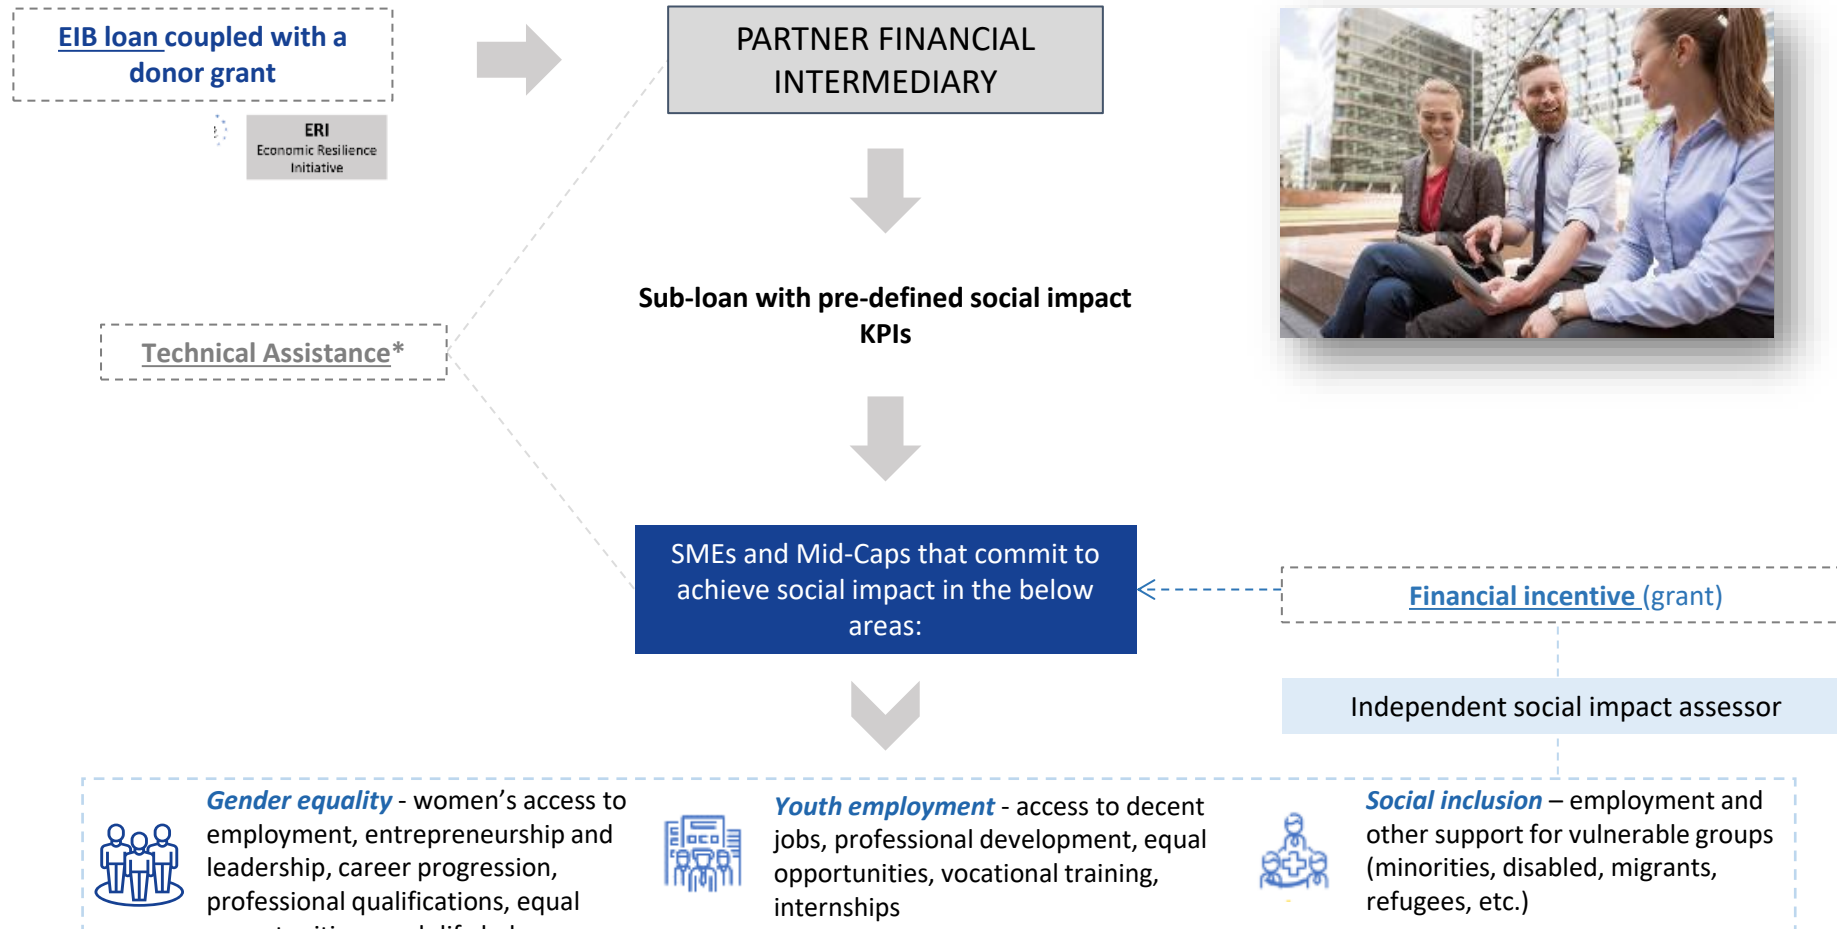 EIB loan coupled with a
donor grant
ERI
Economic Resilience
Initiative
PARTNER FINANCIAL
INTERMEDIARY
Sub-loan with pre-defined social impact
KPIs
Technical Assistance*
SMEs and Mid-Caps that commit to
achieve social impact in the below
areas:
Financial incentive (grant)
Independent social impact assessor
Gender equality - women’s access to
employment, entrepreneurship and
leadership, career progression,
professional qualifications, equal
Youth employment - access to decent
jobs, professional development, equal
opportunities, vocational training,
internships
Social inclusion – employment and
other support for vulnerable groups
(minorities, disabled, migrants,
refugees, etc.)